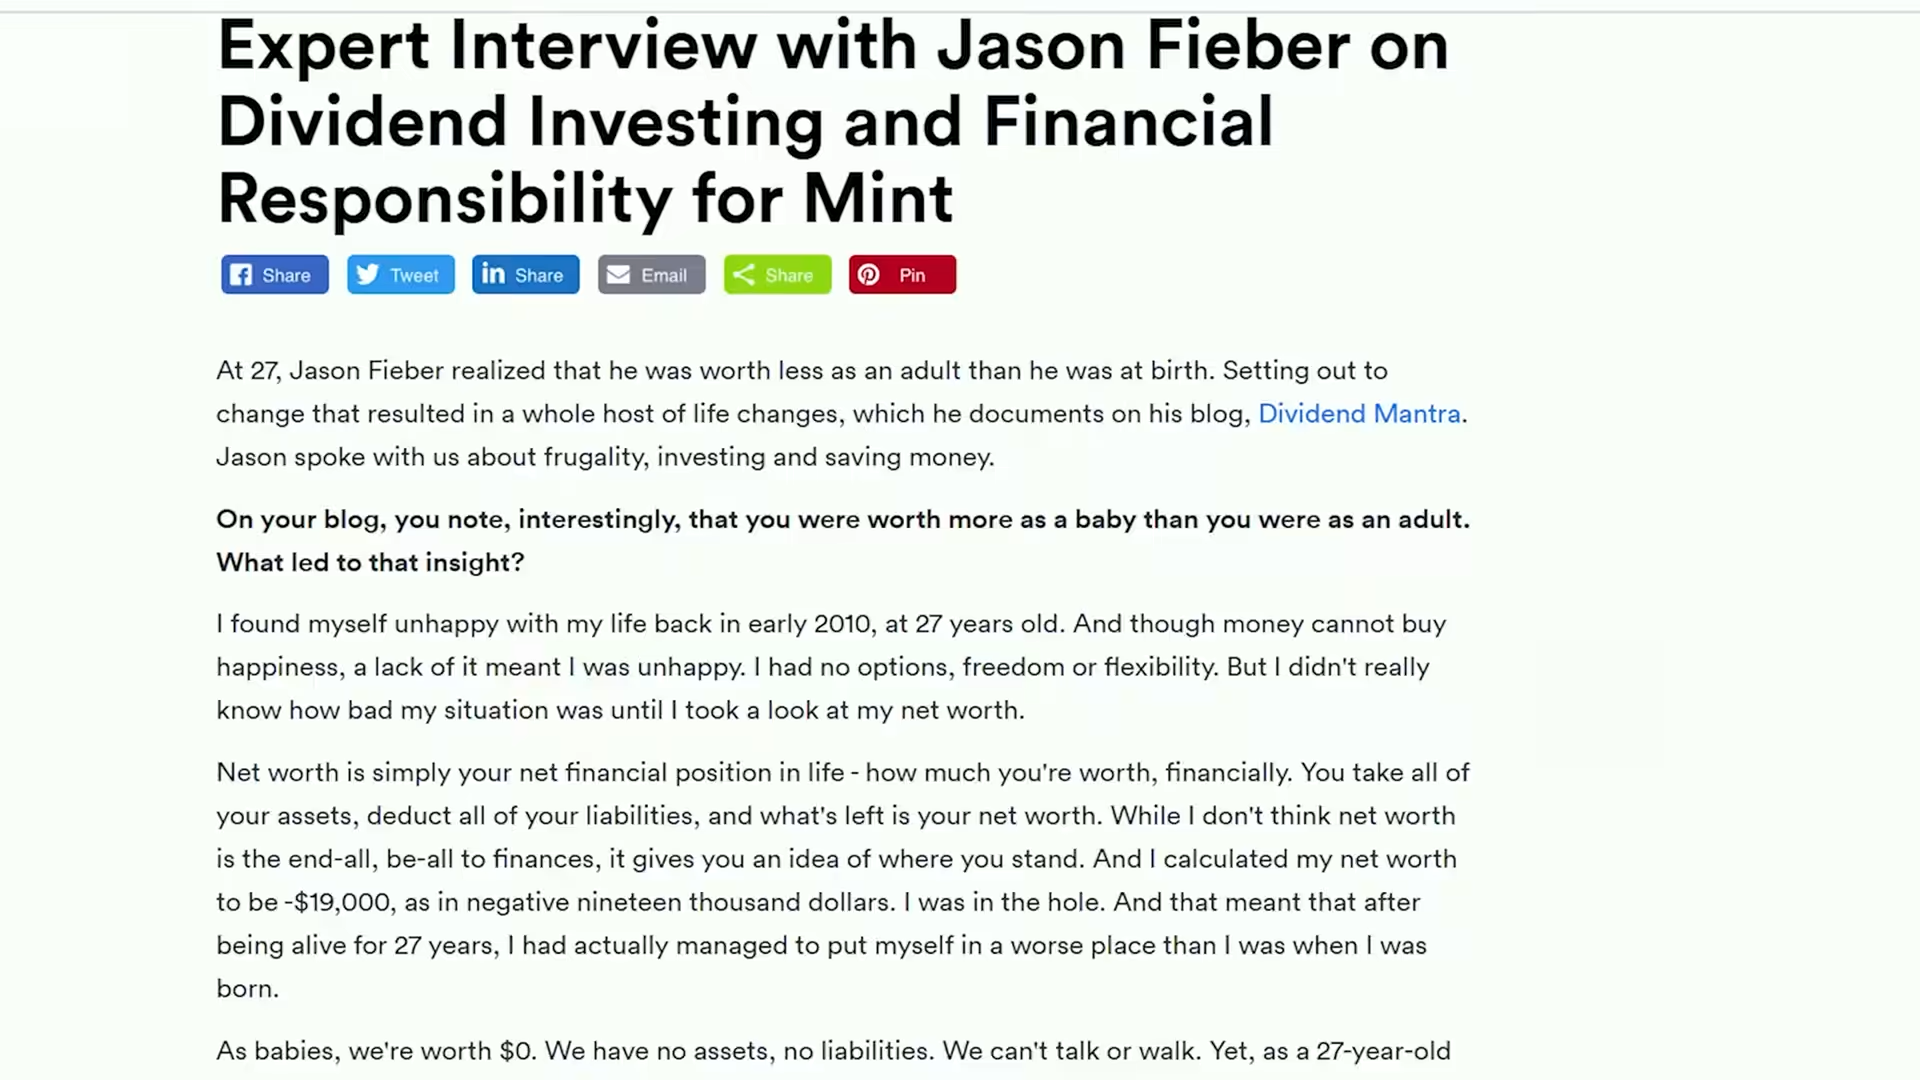 Expert Interview with Jason Fieber on
Dividend Investing and Financial
Responsibility for Mint
Share Tweet Share Email Share Pin
At 27, Jason Fieber realized that he was worth less as an adult than he was at birth. Setting out to
change that resulted in a whole host of life changes, which he documents on his blog, Dividend Mantra.
Jason spoke with us about frugality, investing and saving money.
On your blog, you note, interestingly, that you were worth more as a baby than you were as an adult.
What led to that insight?
I found myself unhappy with my life back in early 2010, at 27 years old. And though money cannot buy
happiness, a lack of it meant I was unhappy. I had no options, freedom or flexibility. But I didn't really
know how bad my situation was until I took a look at my net worth.
Net worth is simply your net financial position in life - how much you're worth, financially. You take all of
your assets, deduct all of your liabilities, and what's left is your net worth. While I don't think net worth
is the end-all, be-all to finances, it gives you an idea of where you stand. And I calculated my net worth
to be -$19,000, as in negative nineteen thousand dollars. I was in the hole. And that meant that after
being alive for 27 years, I had actually managed to put myself in a worse place than I was when I was
born.
As babies, we're worth $0. We have no assets, no liabilities. We can't talk or walk. Yet, as a 27-year-old